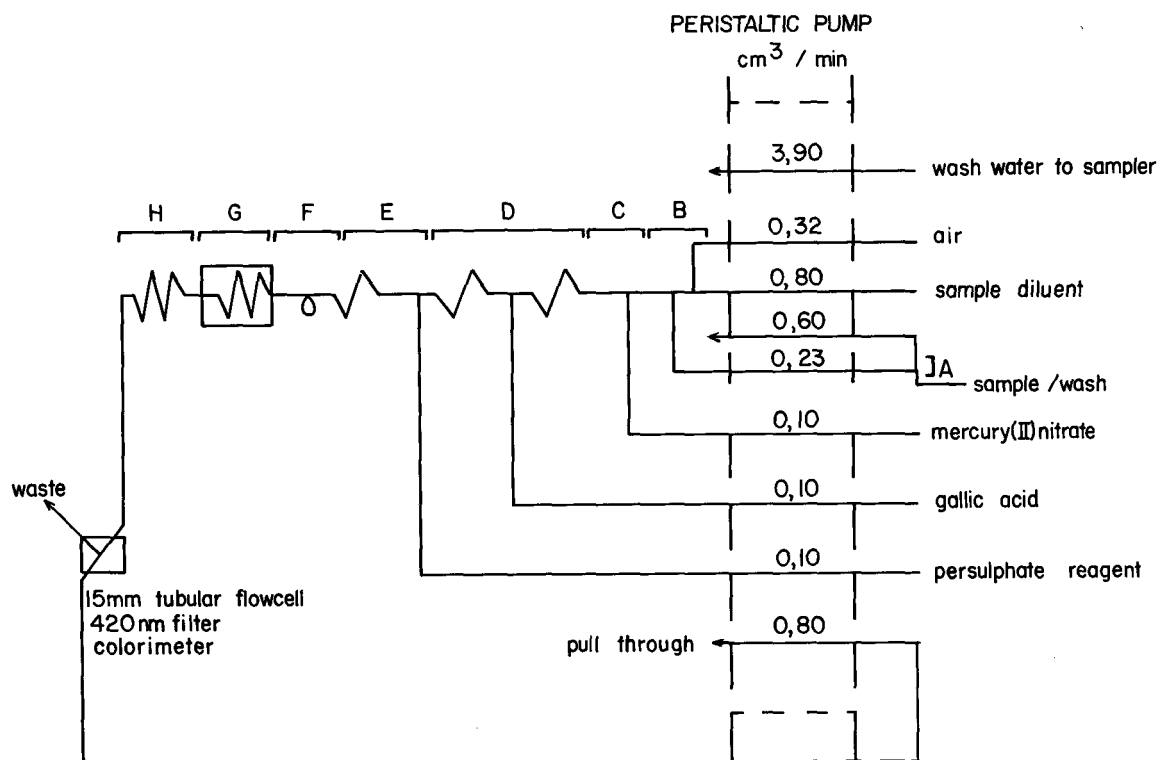 PERISTALTIC PUMP
cm³ / min
3,90
wash water to sampler
H G F E D C B
0,32
air
0,80
sample diluent
0,60
0,23
A
sample /wash
0,10
mercury(II)nitrate
waste
0,10
gallic acid
0,10
persulphate reagent
15mm tubular flowcell
420nm filter
colorimeter
0,80
pull through